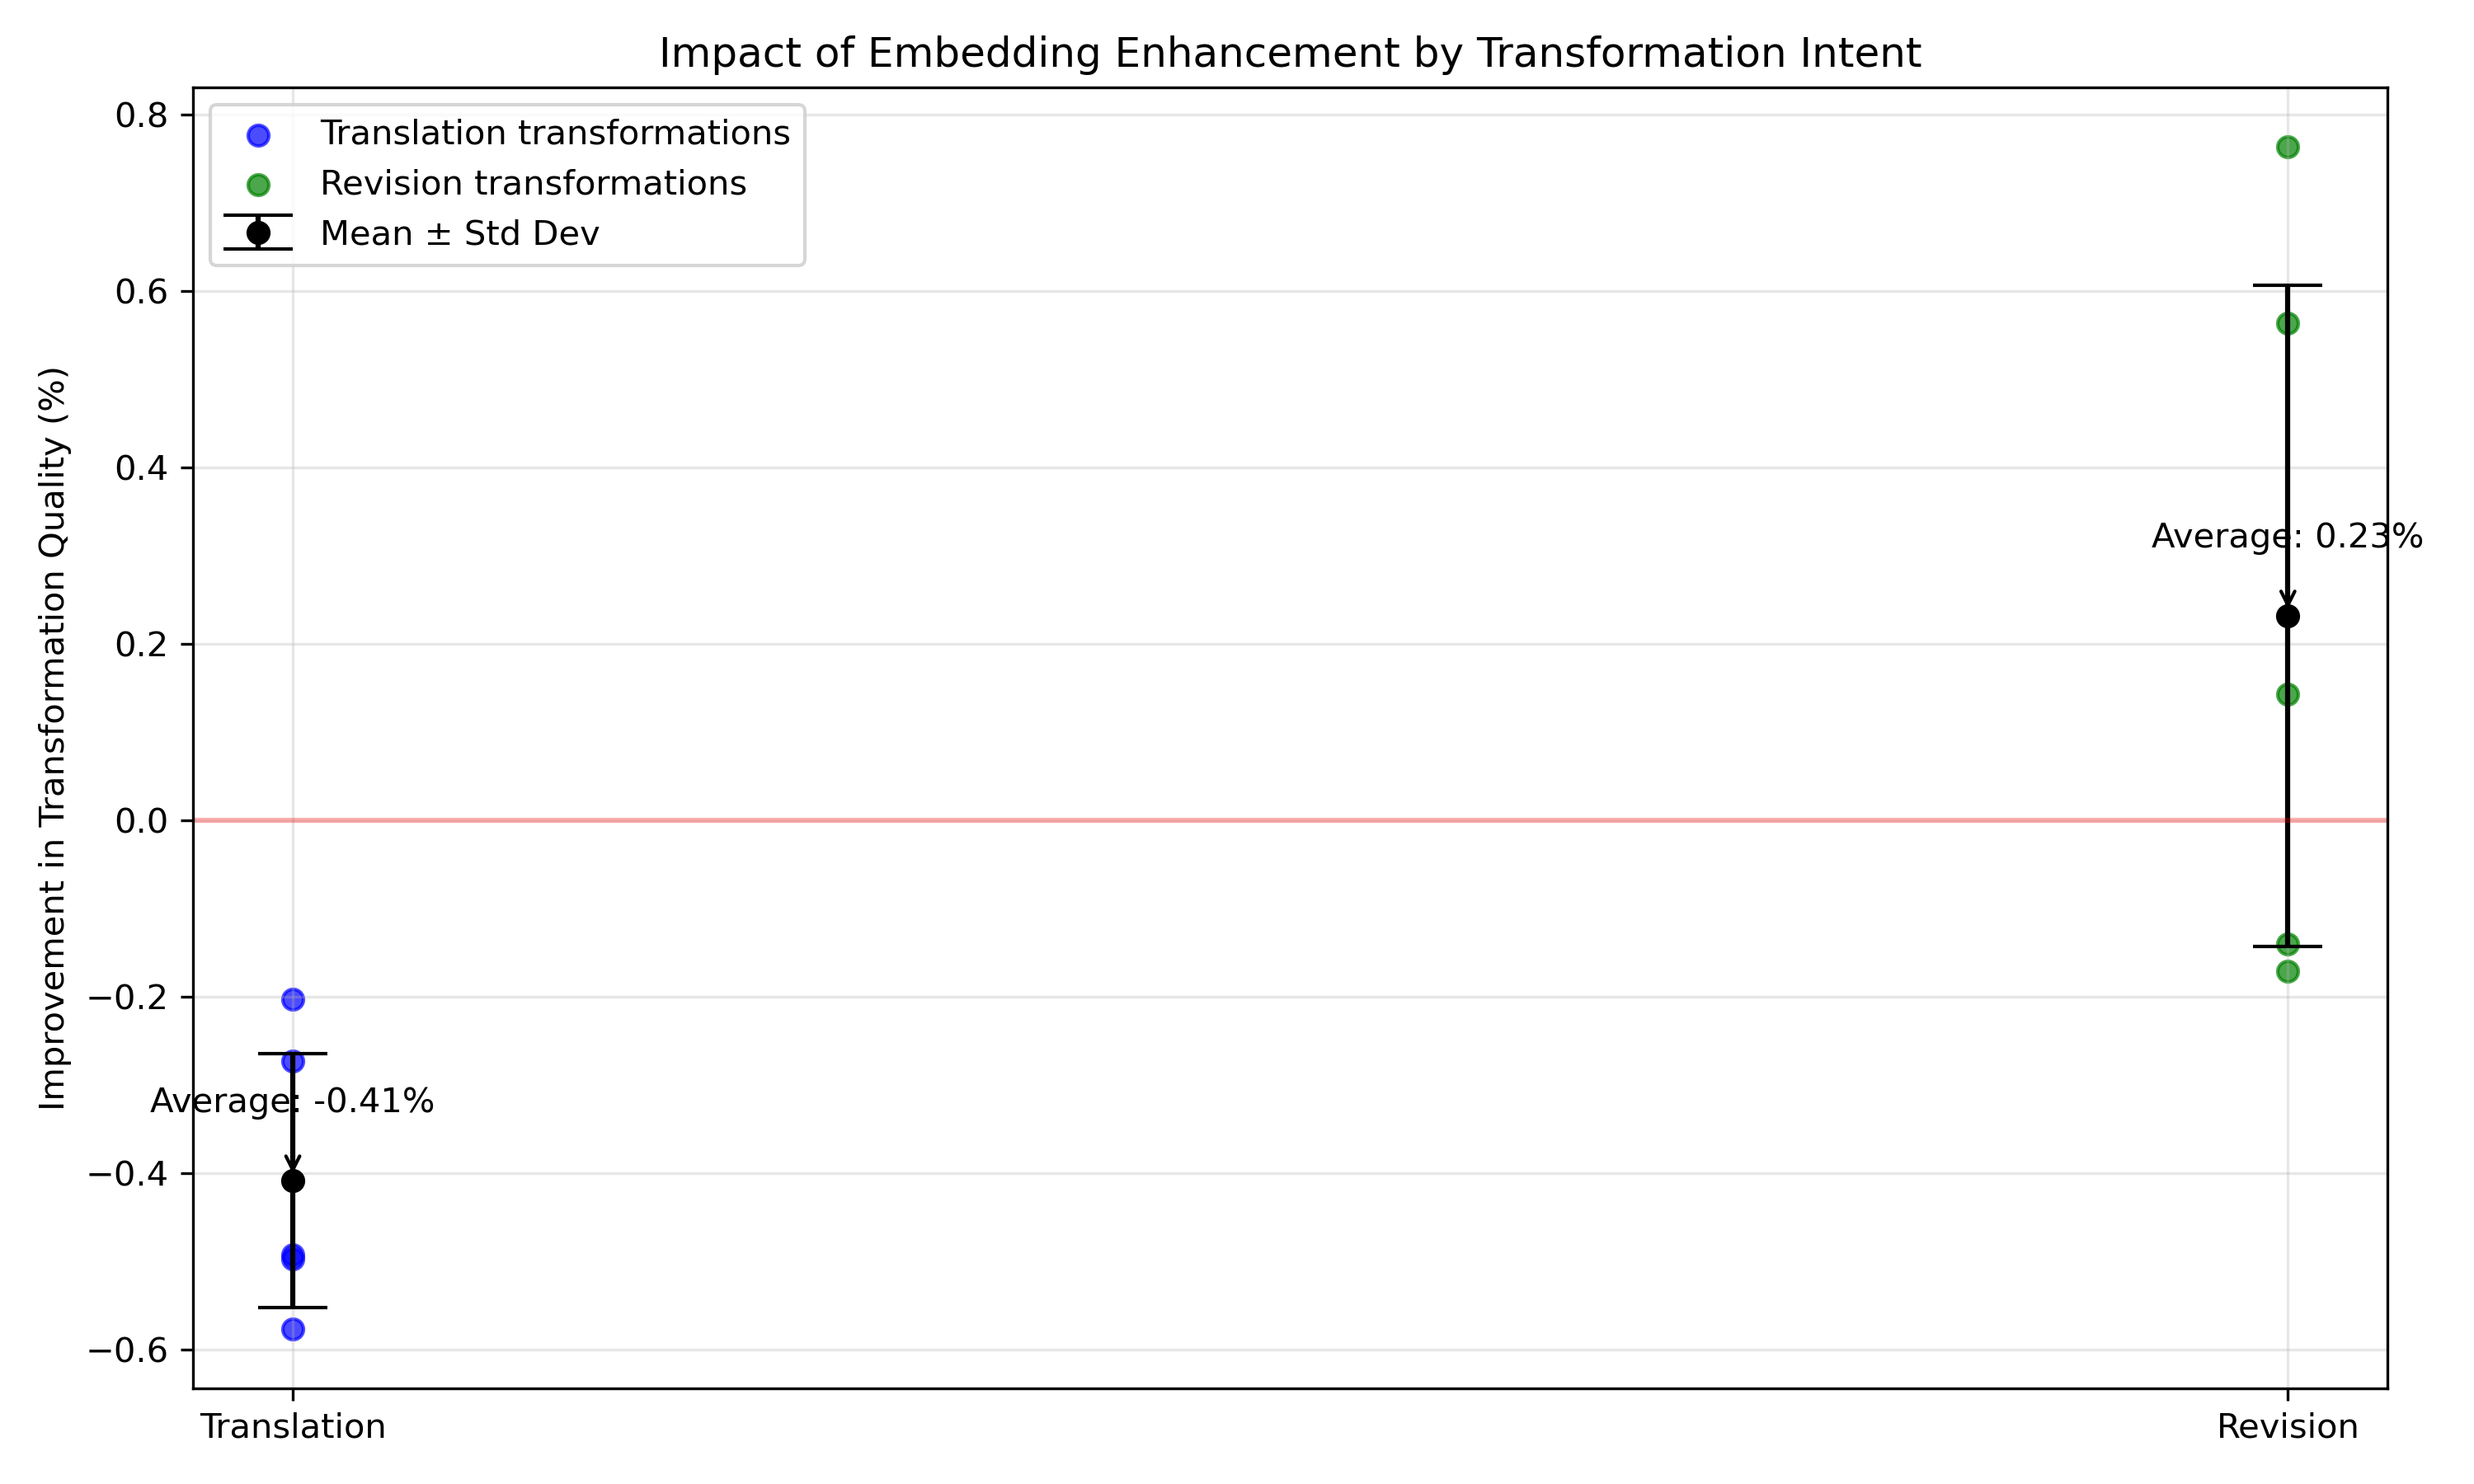 Impact of Embedding Enhancement by Transformation Intent
Improvement in Transformation Quality (%)
Translation transformations
Revision transformations
Mean ± Std Dev
0.8
0.6
0.4
0.2
0.0
−0.2
−0.4
−0.6
Average: 0.23%
Average: -0.41%
Translation
Revision